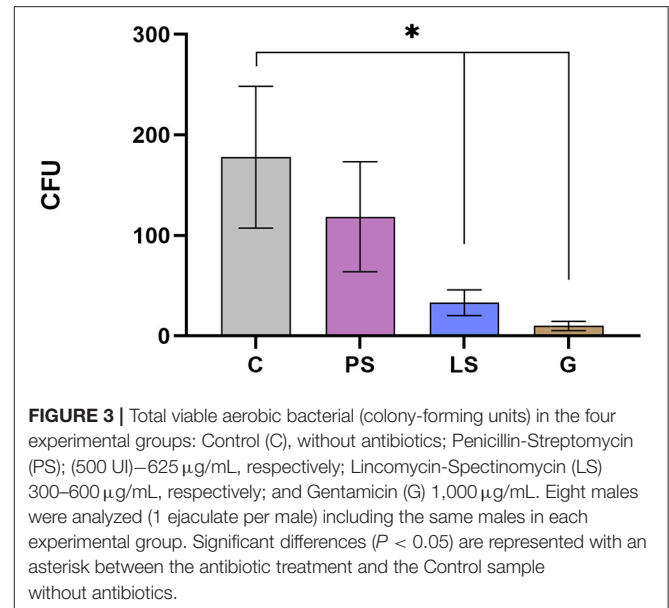 300
*
200
CFU
100
0
C PS LS G
FIGURE 3 | Total viable aerobic bacterial (colony-forming units) in the four
experimental groups: Control (C), without antibiotics; Penicillin-Streptomycin
(PS); (500 UI)–625 μg/mL, respectively; Lincomycin-Spectinomycin (LS)
300–600 μg/mL, respectively; and Gentamicin (G) 1,000 μg/mL. Eight males
were analyzed (1 ejaculate per male) including the same males in each
experimental group. Significant differences (P < 0.05) are represented with an
asterisk between the antibiotic treatment and the Control sample
without antibiotics.